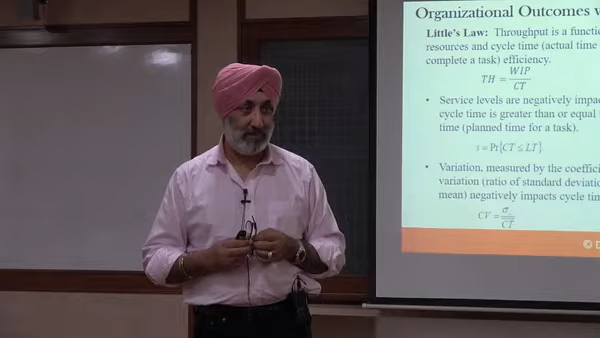 Organizational Outcomes v
Little's Law: Throughput is a functi
resources and cycle time (actual time
complete a task) efficiency.
TH = WIP / CT
• Service levels are negatively impac
cycle time is greater than or equal
time (planned time for a task).
s = Pr{CT ≤ LT}
• Variation, measured by the coeffici
variation (ratio of standard deviatio
mean) negatively impacts cycle tim
CV = σ / CT
© D